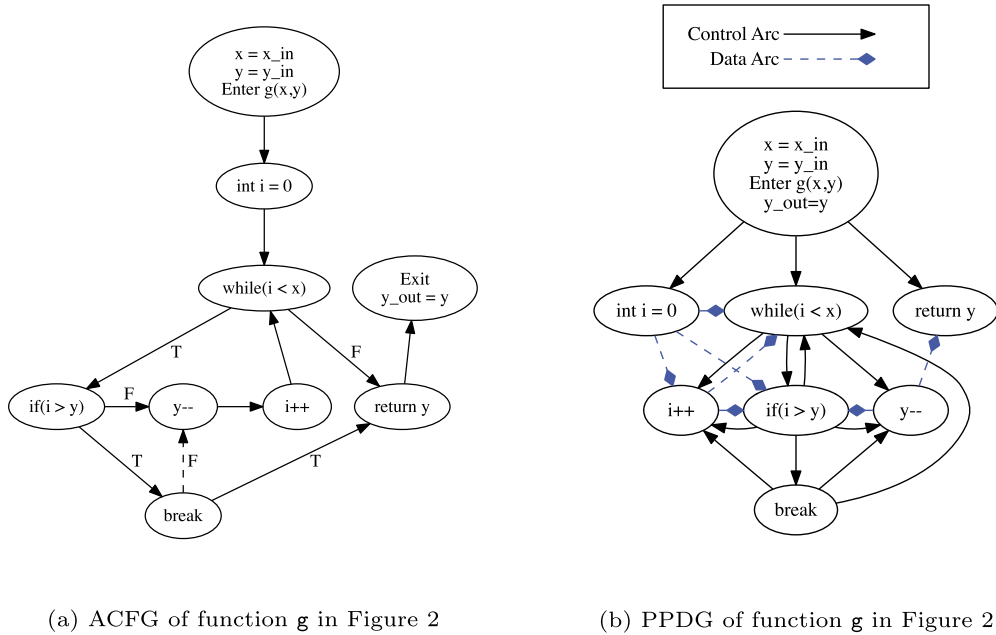 x = x_in
y = y_in
Enter g(x,y)
int i = 0
while(i < x)
Exit
y_out = y
T
F
if(i > y)
F
y--
i++
return y
T
F
T
break
(a) ACFG of function g in Figure 2
Control Arc
Data Arc
x = x_in
y = y_in
Enter g(x,y)
y_out=y
int i = 0
while(i < x)
return y
i++
if(i > y)
y--
break
(b) PPDG of function g in Figure 2